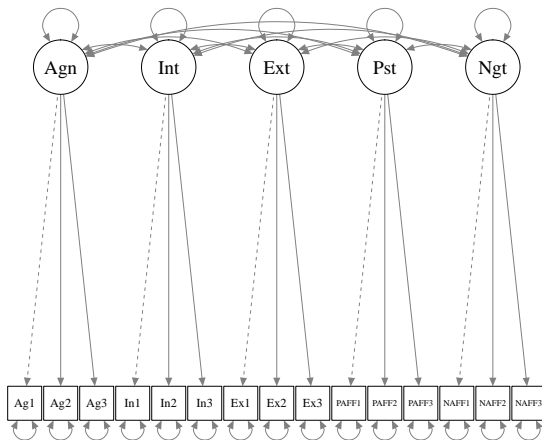 Agn Int Ext Pst Ngt
Ag1 Ag2 Ag3 In1 In2 In3 Ex1 Ex2 Ex3 PAFF1 PAFF2 PAFF3 NAFF1 NAFF2 NAFF3